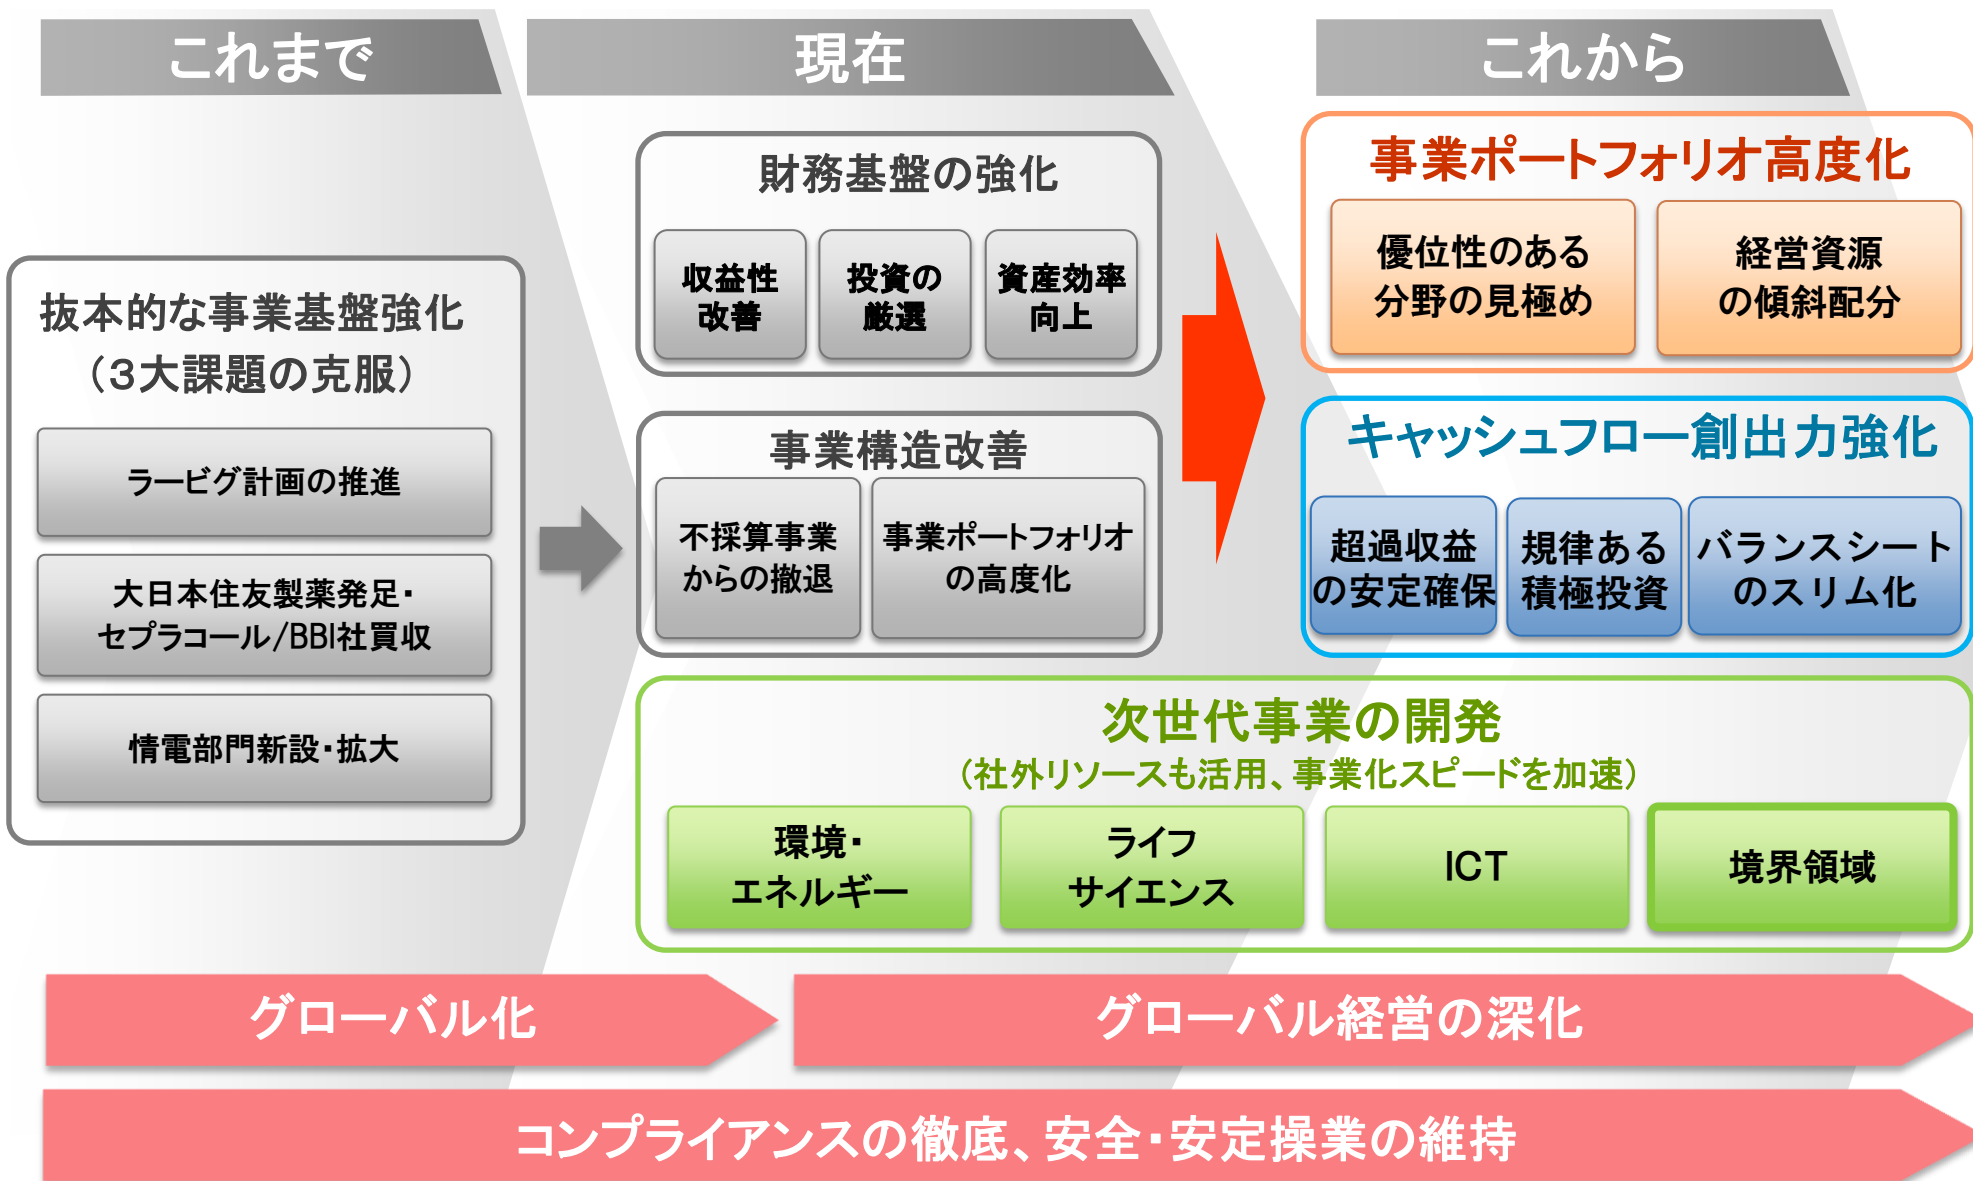 これまで
現在
これから
抜本的な事業基盤強化
（３大課題の克服）
ラービグ計画の推進
大日本住友製薬発足・
セプラコール/BBI社買収
情電部門新設・拡大
財務基盤の強化
収益性
改善
投資の
厳選
資産効率
向上
事業構造改善
不採算事業
からの撤退
事業ポートフォリオ
の高度化
事業ポートフォリオ高度化
優位性のある
分野の見極め
経営資源
の傾斜配分
キャッシュフロー創出力強化
超過収益
の安定確保
規律ある
積極投資
バランスシート
のスリム化
次世代事業の開発
（社外リソースも活用、事業化スピードを加速）
環境・
エネルギー
ライフ
サイエンス
ICT
境界領域
グローバル化
グローバル経営の深化
コンプライアンスの徹底、安全・安定操業の維持